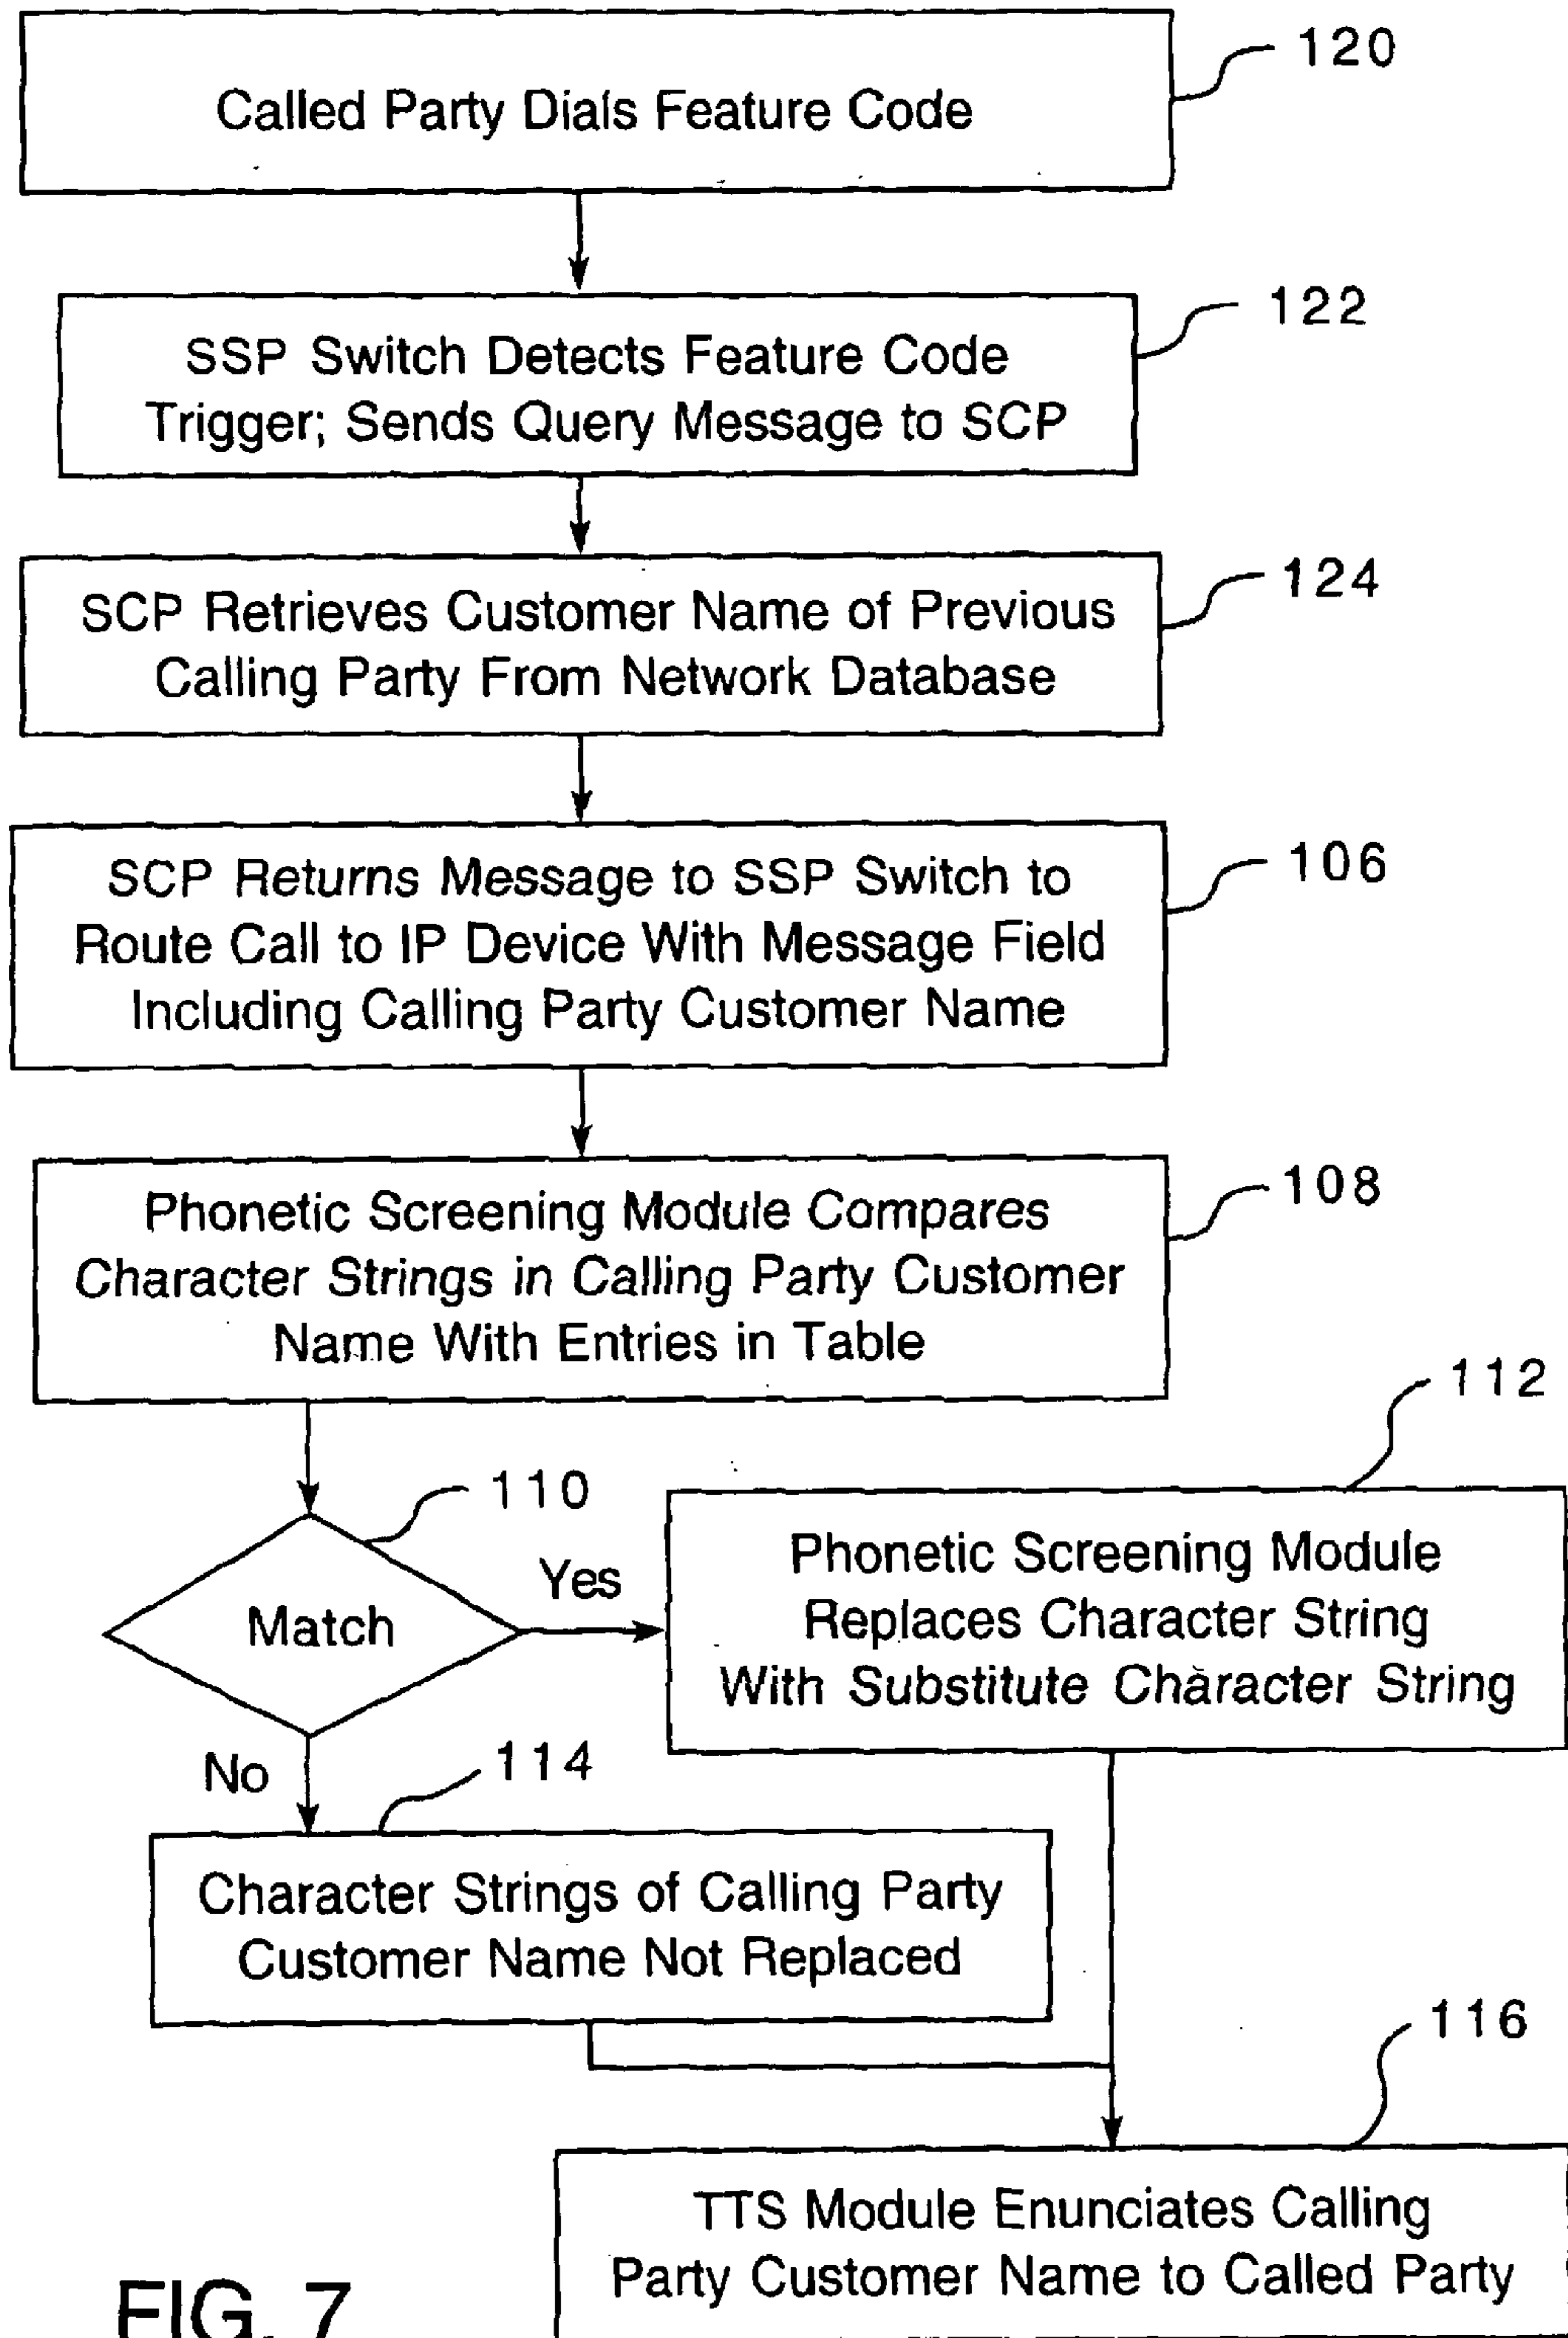 Called Party Dials Feature Code
120
SSP Switch Detects Feature Code
Trigger; Sends Query Message to SCP
122
SCP Retrieves Customer Name of Previous
Calling Party From Network Database
124
SCP Returns Message to SSP Switch to
Route Call to IP Device With Message Field
Including Calling Party Customer Name
106
Phonetic Screening Module Compares
Character Strings in Calling Party Customer
Name With Entries in Table
108
110
Match
Yes
112
Phonetic Screening Module
Replaces Character String
With Substitute Character String
No
114
Character Strings of Calling Party
Customer Name Not Replaced
116
TTS Module Enunciates Calling
Party Customer Name to Called Party
FIG. 7